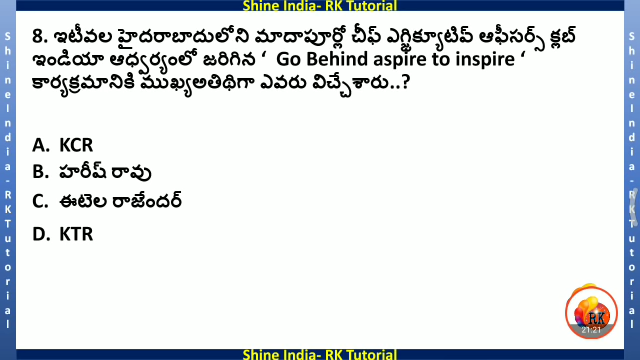 Shine India- RK Tutorial
8. ఇటీవల హైదరాబాదులోని మాదాపూర్లో చీఫ్ ఎగ్జిక్యూటివ్ ఆఫీసర్స్ క్లబ్
ఇండియా ఆధ్వర్యంలో జరిగిన ‘ Go Behind aspire to inspire ‘
కార్యక్రమానికి ముఖ్యఅతిథిగా ఎవరు విచ్చేశారు..?
A. KCR
B. హరీష్ రావు
C. ఈటెల రాజేందర్
D. KTR
Shine India-RK Tutorial
Shine India-RK Tutorial
RK
21:21
Shine India- RK Tutorial